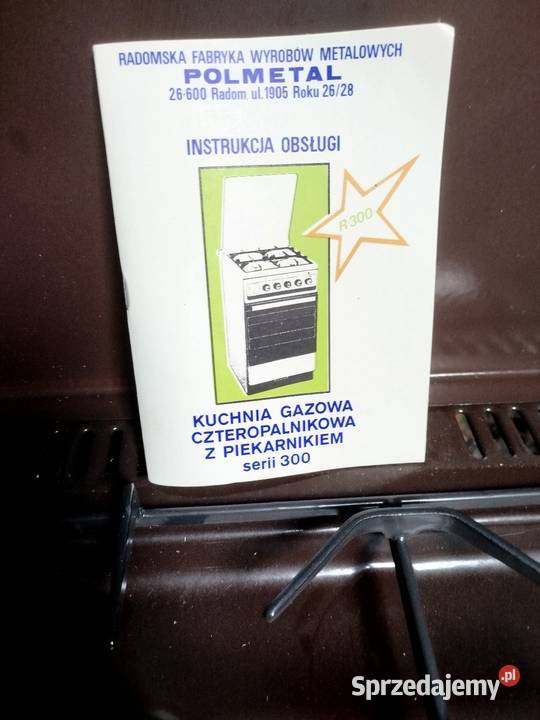 RADOMSKA FABRYKA WYROBÓW METALOWYCH
POLMETAL
26-600 Radom, ul. 1905 Roku 26/28
INSTRUKCJA OBSŁUGI
R 300
KUCHNIA GAZOWA
CZTEROPALNIKOWA
Z PIEKARNIKIEM
serii 300
Sprzedajemy.pl